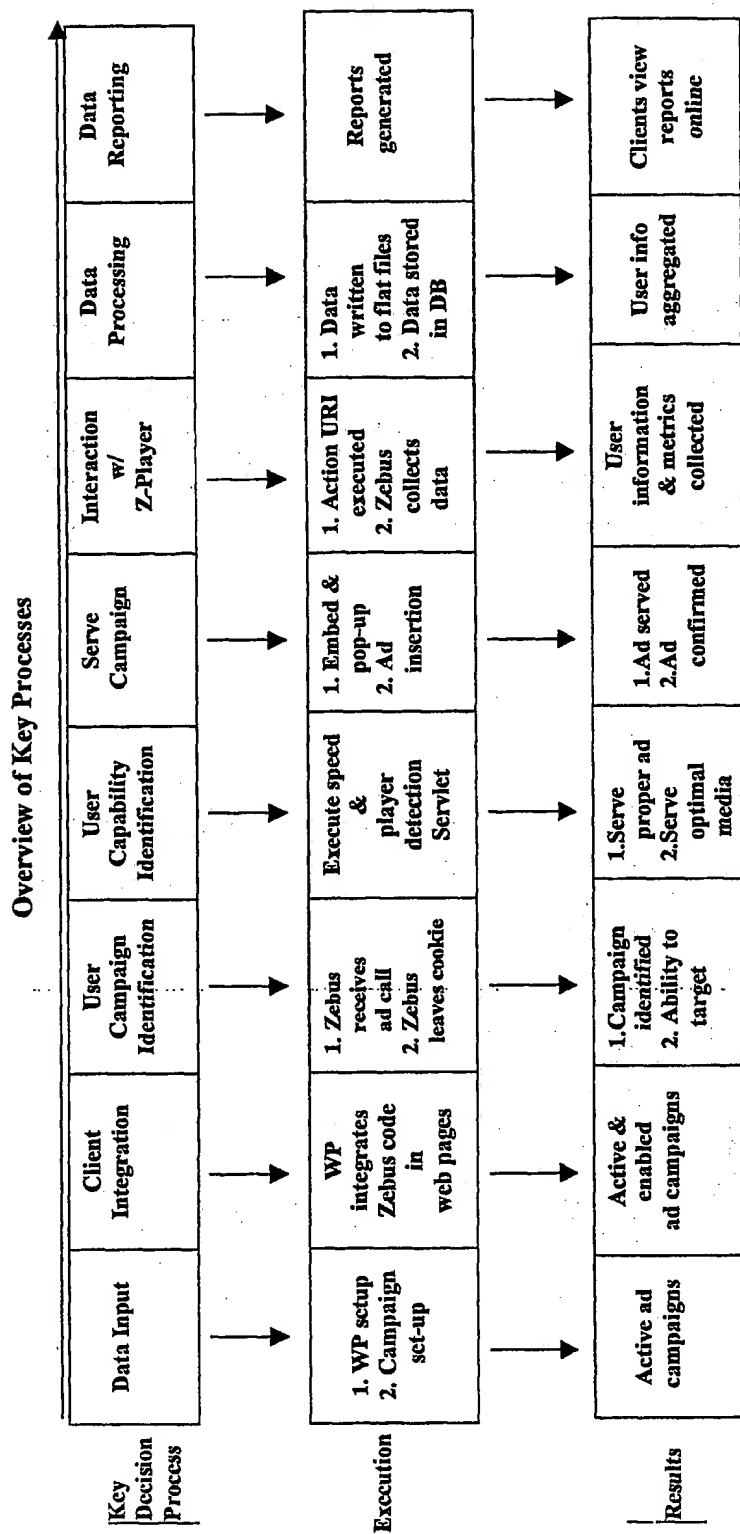 Overview of Key Processes
Key
Decision
Process
Data Input
Client
Integration
User
Campaign
Identification
User
Capability
Identification
Serve
Campaign
Interaction
w/
Z-Player
Data
Processing
Data
Reporting
Execution
1. WP setup
2. Campaign
set-up
WP
integrates
Zebus code
in
web pages
1. Zebus
receives
ad call
2. Zebus
leaves cookie
Execute speed
&
player
detection
Servlet
1. Embed &
pop-up
2. Ad
insertion
1. Action URI
executed
2. Zebus
collects
data
1. Data
written
to flat files
2. Data stored
in DB
Reports
generated
Results
Active ad
campaigns
Active &
enabled
ad campaigns
1.Campaign
identified
2. Ability to
target
1.Serve
proper ad
2.Serve
optimal
media
1.Ad served
2.Ad
confirmed
User
information
& metrics
collected
User info
aggregated
Clients view
reports
online